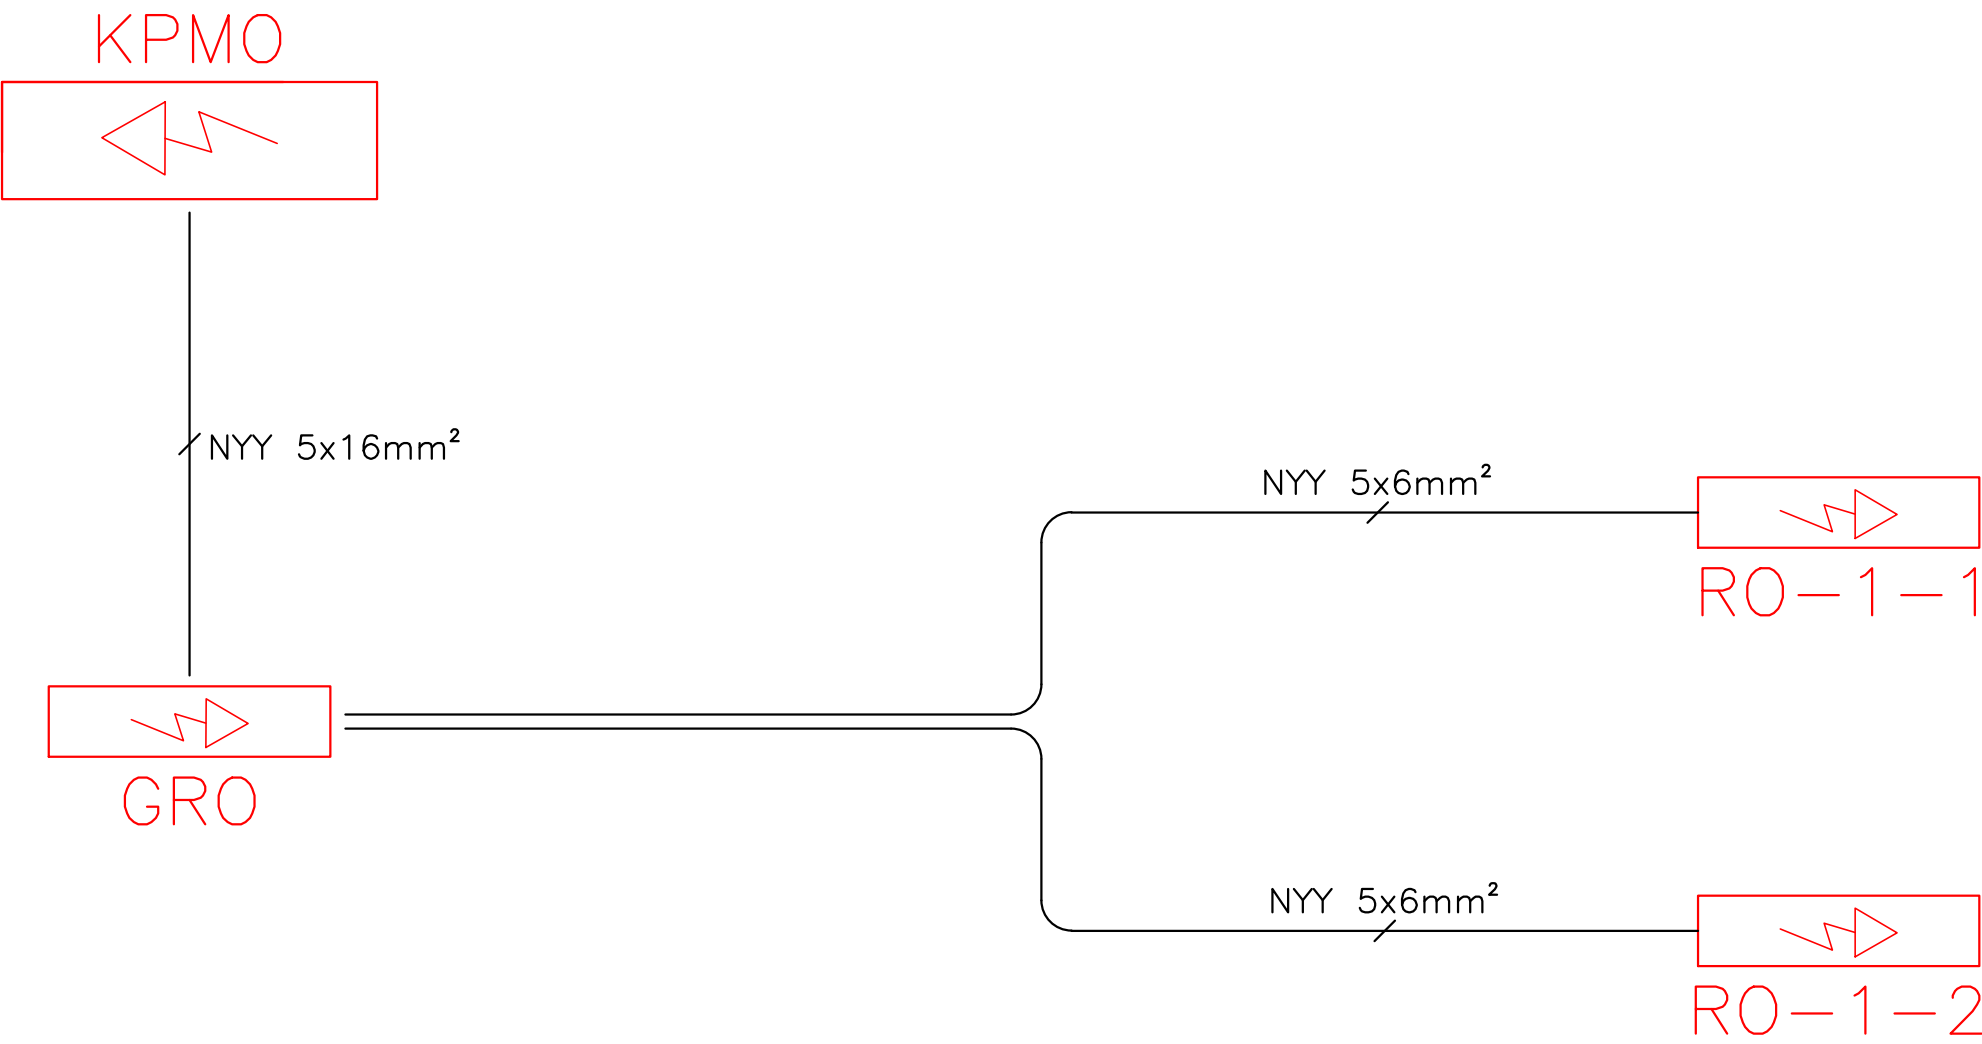 KPMO
NYY 5x16mm²
NYY 5x6mm²
RO-1-1
GRO
NYY 5x6mm²
RO-1-2